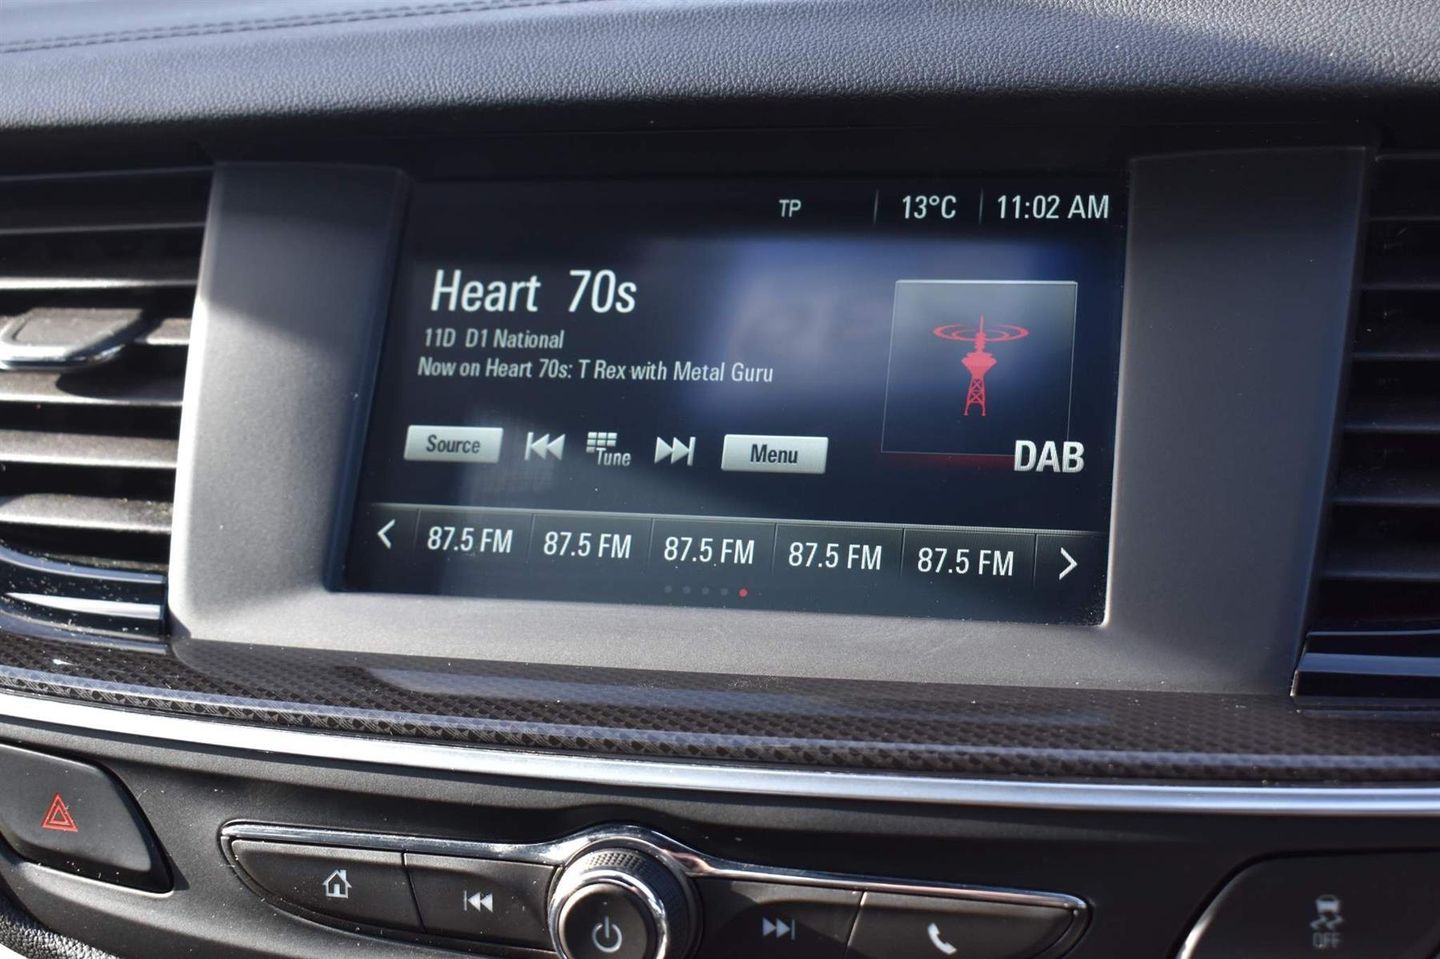 TP 13°C 11:02 AM
Heart 70s
11D D1 National
Now on Heart 70s: T Rex with Metal Guru
Source Tune Menu
DAB
87.5 FM 87.5 FM 87.5 FM 87.5 FM 87.5 FM
OFF